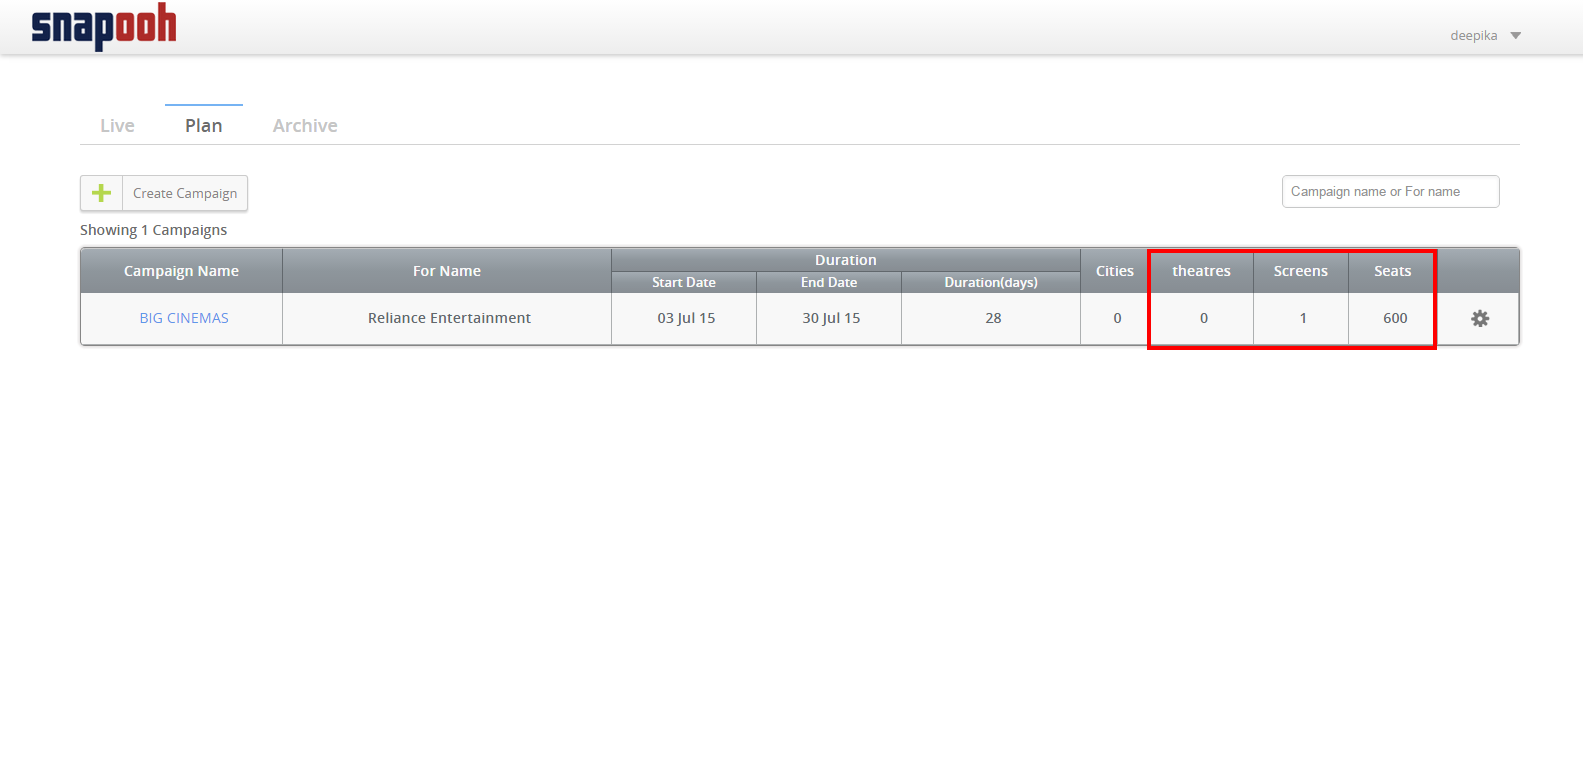 snapooh
deepika
Live Plan Archive
Create Campaign
Campaign name or For name
Showing 1 Campaigns
Campaign Name For Name Duration Cities theatres Screens Seats
Start Date End Date Duration(days)
BIG CINEMAS Reliance Entertainment 03 Jul 15 30 Jul 15 28 0 0 1 600